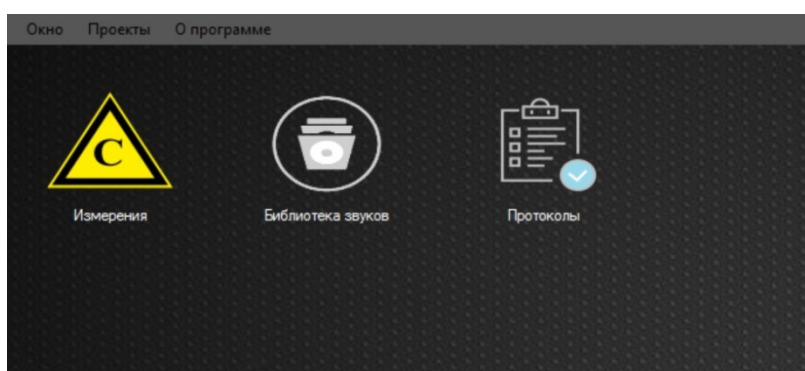 Окно Проекты О программе
C
Измерения Библиотека звуков Протоколы